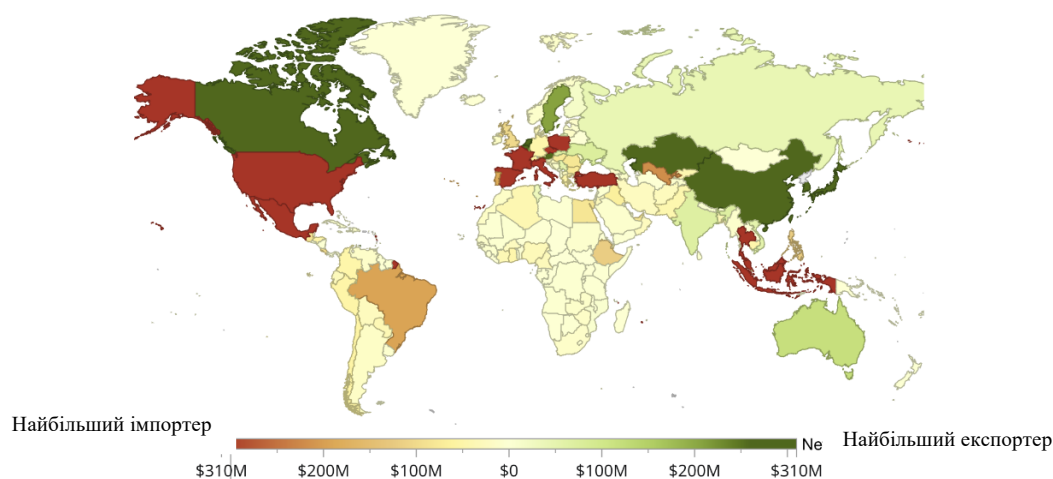 Найбільший імпортер
Ne
Найбільший експортер
$310M $200M $100M $0 $100M $200M $310M